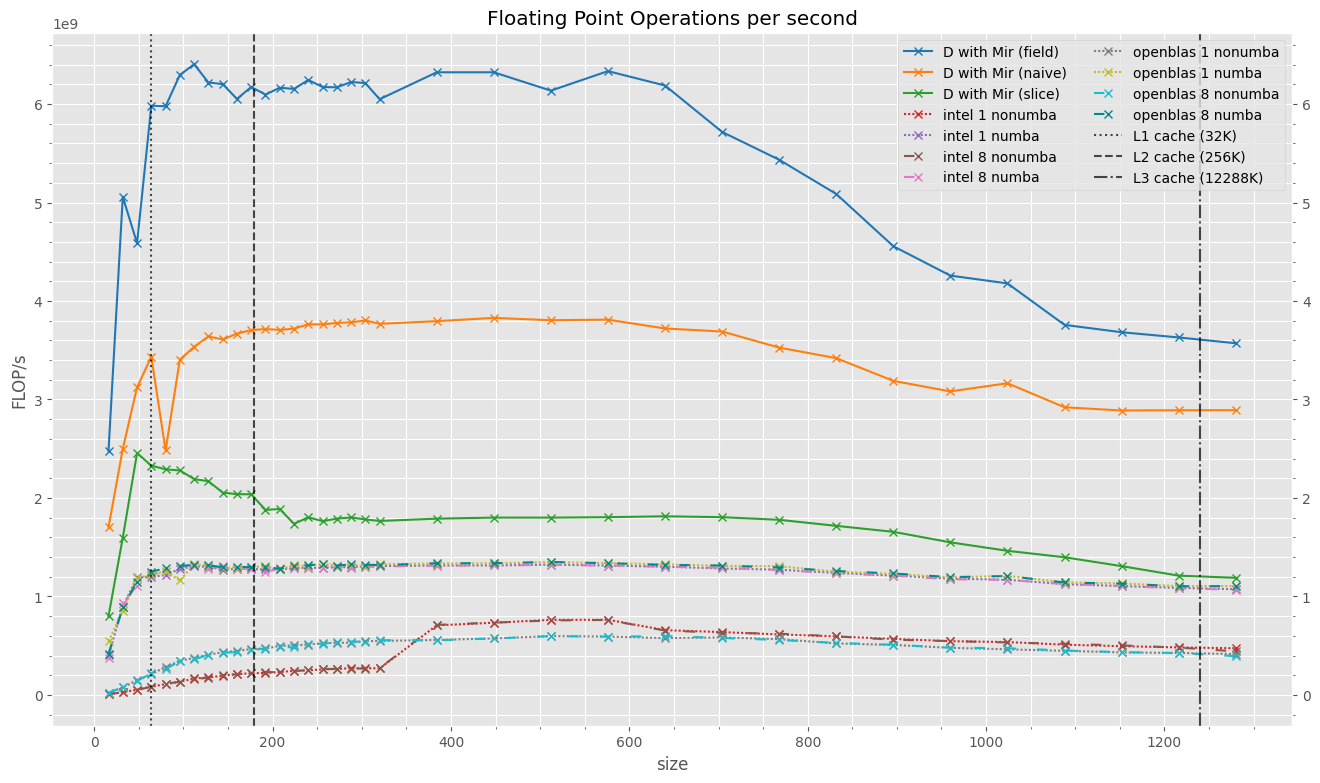 Floating Point Operations per second
1e9
D with Mir (field)
D with Mir (naive)
D with Mir (slice)
intel 1 nonumba
intel 1 numba
intel 8 nonumba
intel 8 numba
openblas 1 nonumba
openblas 1 numba
openblas 8 nonumba
openblas 8 numba
L1 cache (32K)
L2 cache (256K)
L3 cache (12288K)
6
5
4
3
2
1
0
FLOP/s
6
5
4
3
2
1
0
0 200 400 600 800 1000 1200
size